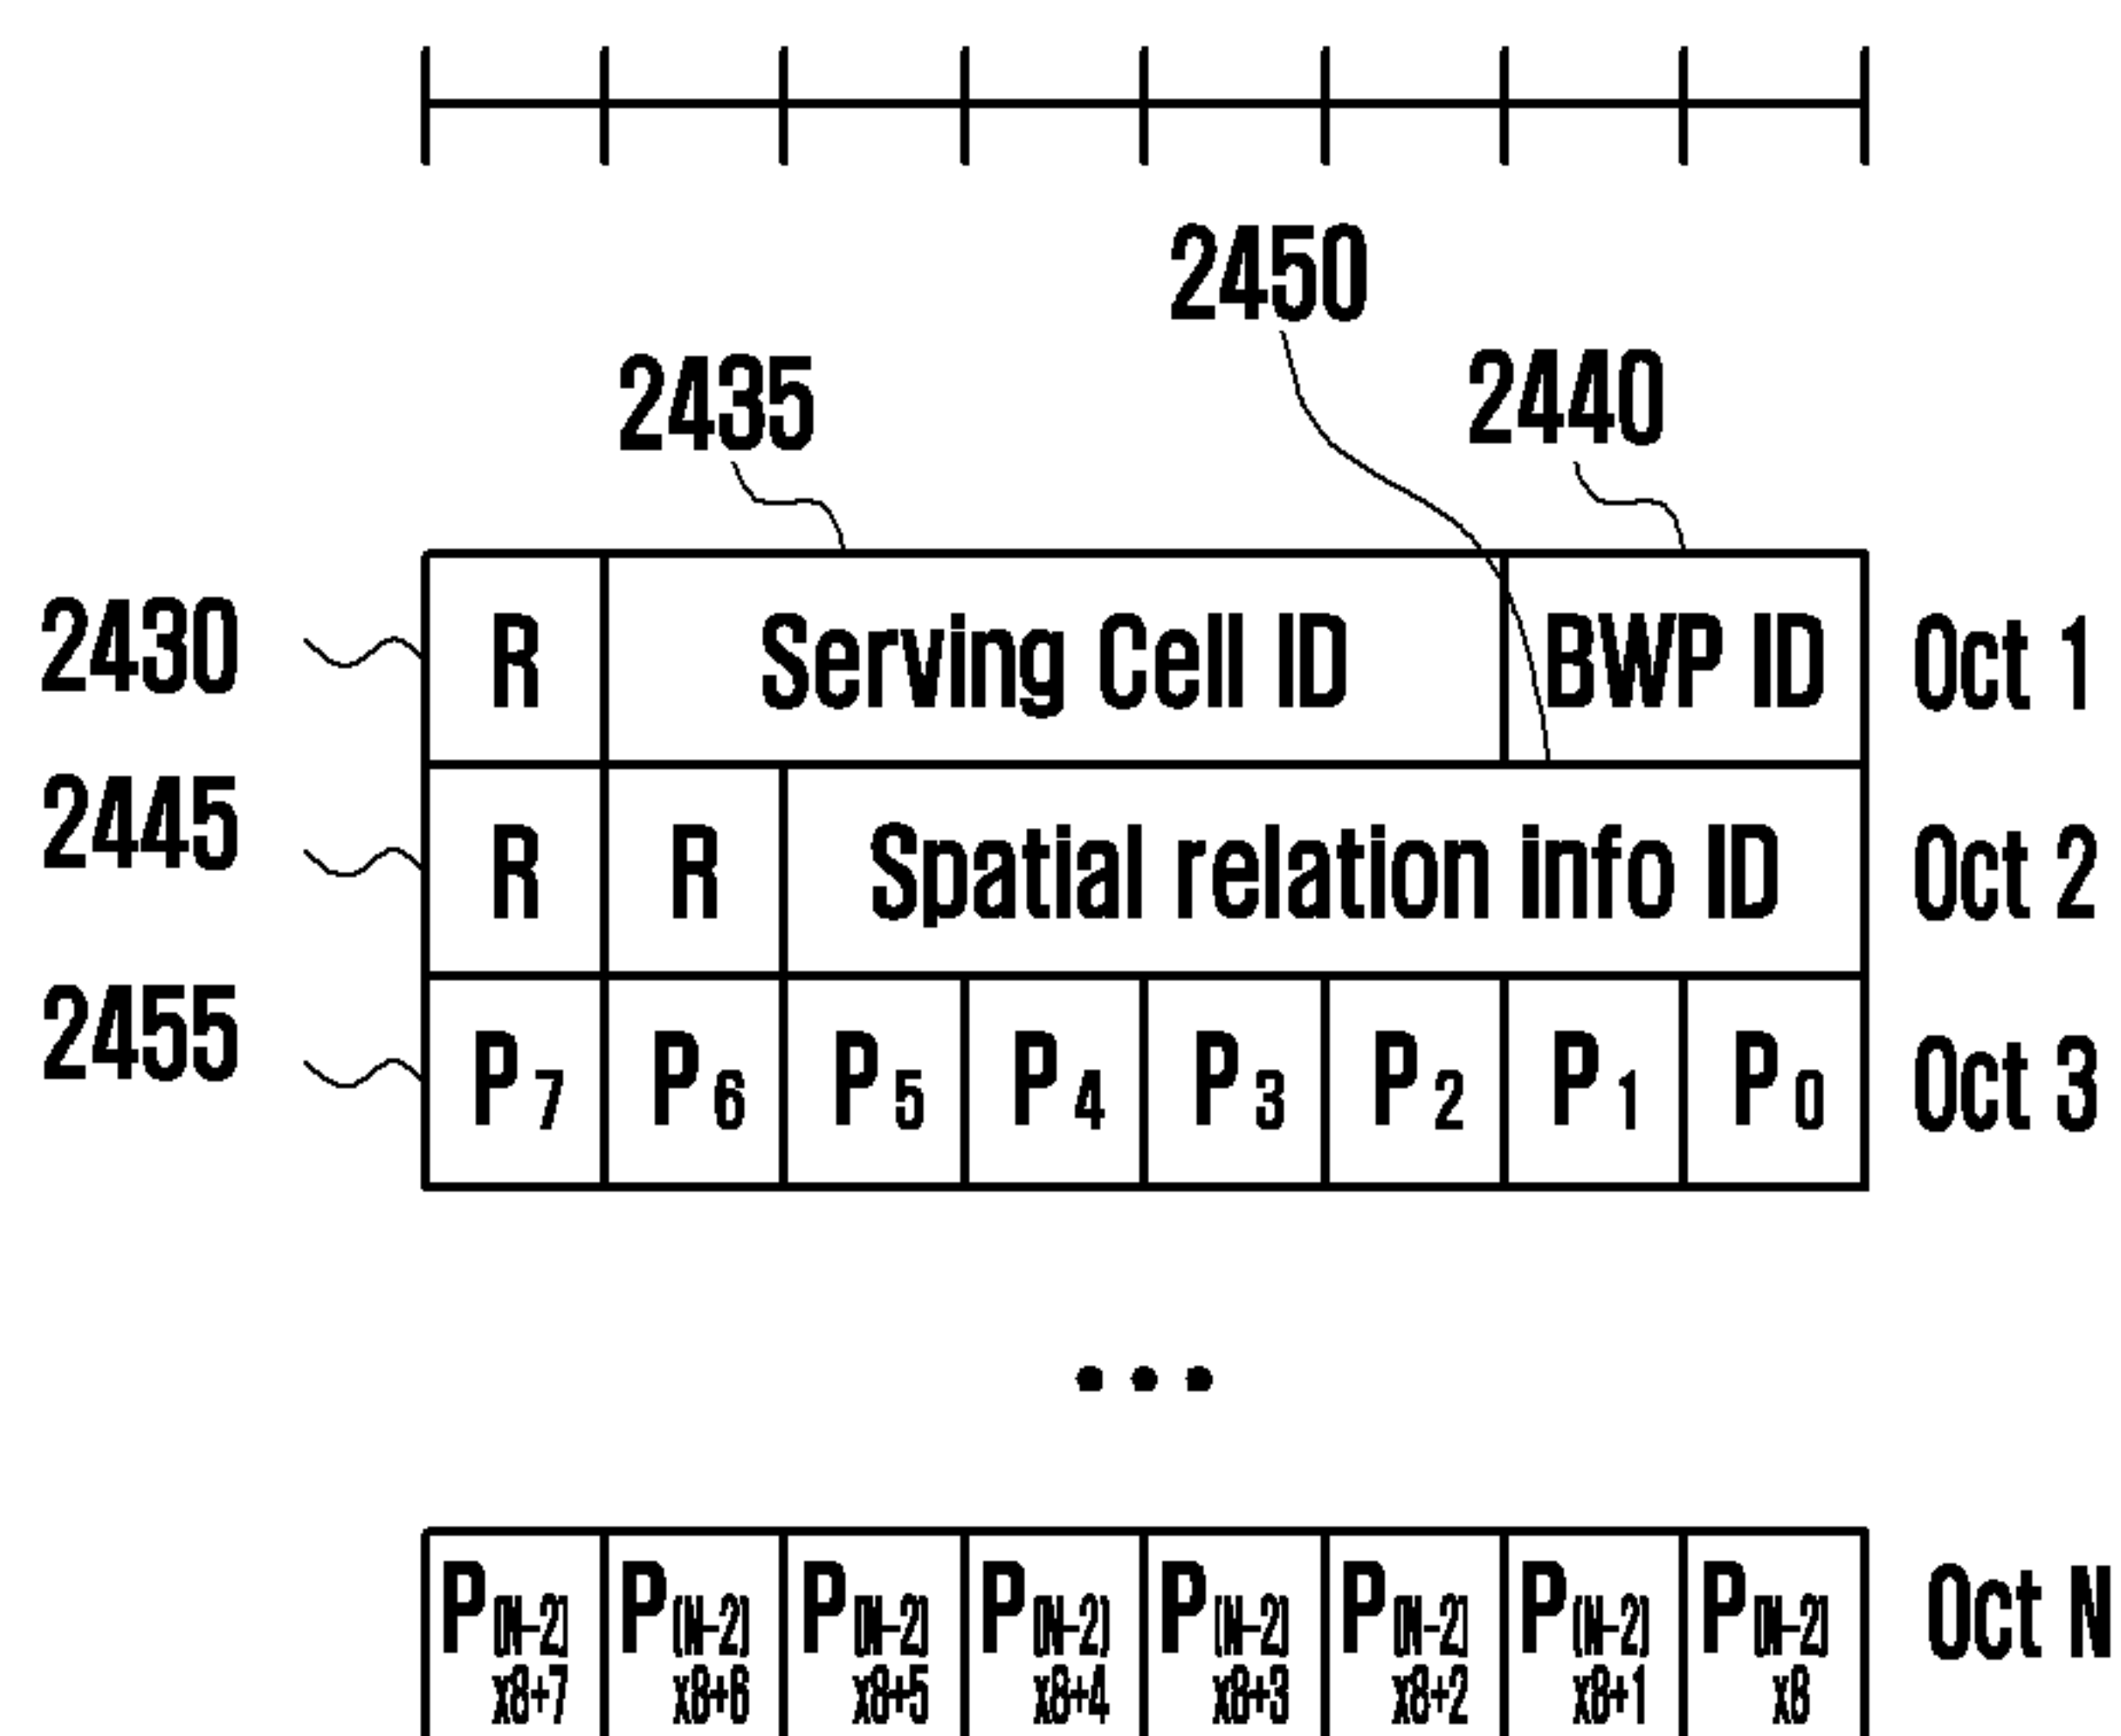 2450
2435 2440
2430 R Serving Cell ID BWP ID Oct 1
2445 R R Spatial relation info ID Oct 2
2455 P7 P6 P5 P4 P3 P2 P1 P0 Oct 3
...
P(N-2) P(N-2) P(N-2) P(N-2) P(N-2) P(N-2) P(N-2) P(N-2) Oct N
x8+7 x8+6 x8+5 x8+4 x8+3 x8+2 x8+1 x8